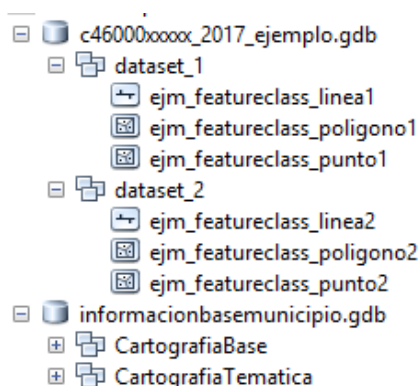 c46000xxxxx_2017_ejemplo.gdb
dataset_1
ejm_featureclass_linea1
ejm_featureclass_poligono1
ejm_featureclass_punto1
dataset_2
ejm_featureclass_linea2
ejm_featureclass_poligono2
ejm_featureclass_punto2
informacionbasemunicipio.gdb
CartografiaBase
CartografiaTematica